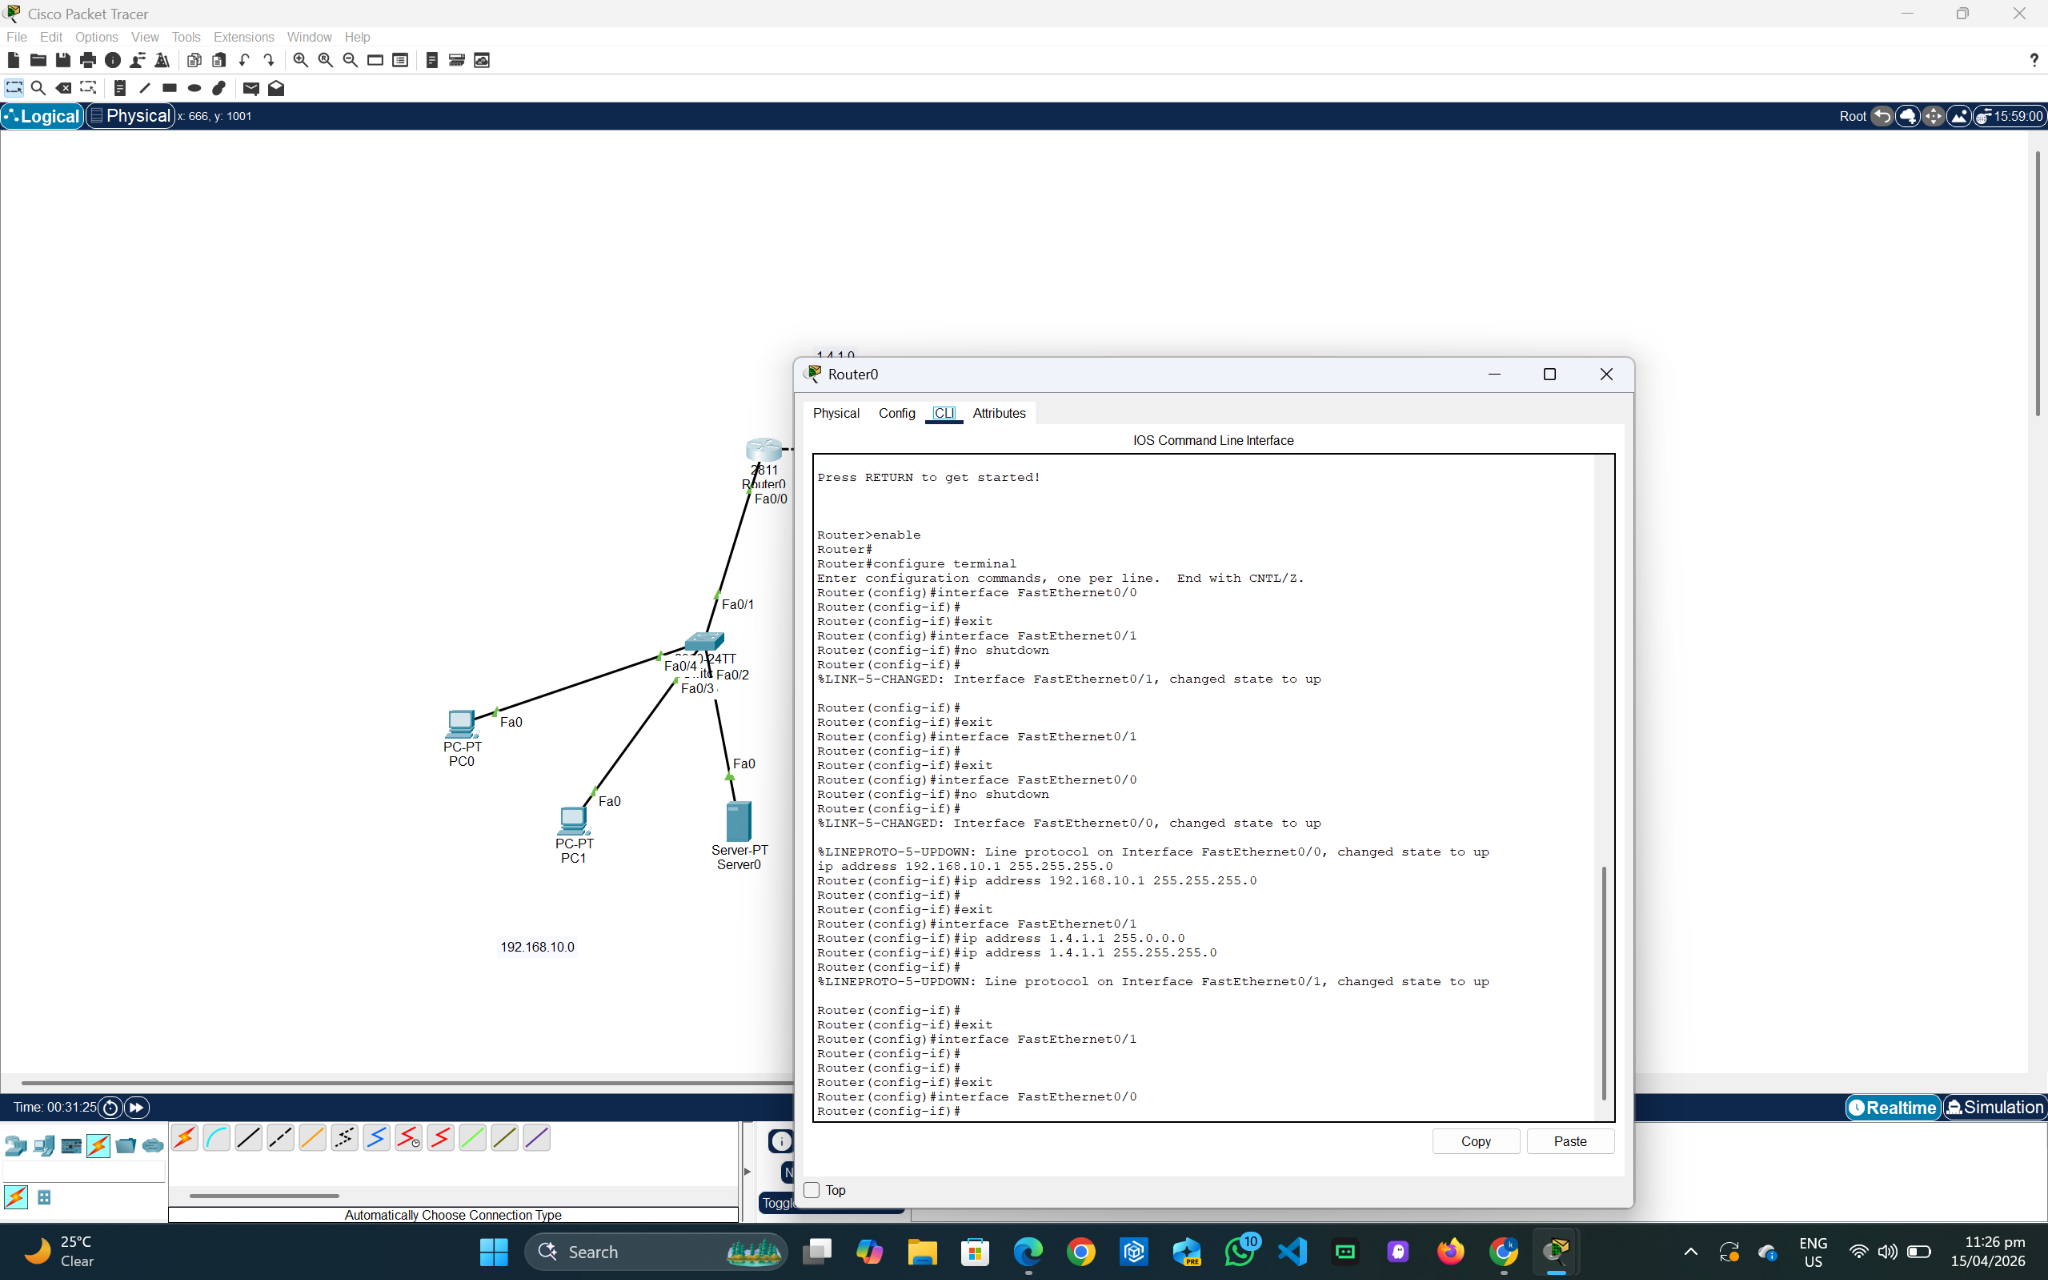 Cisco Packet Tracer
File Edit Options View Tools Extensions Window Help
?
Logical Physical x: 666, y: 1001
Root 15:59:00
1.4.1.0
2811
Router0
Fa0/0
Fa0/1
24TT
Fa0/4
Fa0/2
Fa0/3
Fa0
PC-PT
PC0
Fa0
PC-PT
PC1
Fa0
Server-PT
Server0
192.168.10.0
Router0
Physical Config CLI Attributes
IOS Command Line Interface
Press RETURN to get started!
Router>enable
Router#
Router#configure terminal
Enter configuration commands, one per line. End with CNTL/Z.
Router(config)#interface FastEthernet0/0
Router(config-if)#
Router(config-if)#exit
Router(config)#interface FastEthernet0/1
Router(config-if)#no shutdown
Router(config-if)#
%LINK-5-CHANGED: Interface FastEthernet0/1, changed state to up
Router(config-if)#
Router(config-if)#exit
Router(config)#interface FastEthernet0/1
Router(config-if)#
Router(config-if)#exit
Router(config)#interface FastEthernet0/0
Router(config-if)#no shutdown
Router(config-if)#
%LINK-5-CHANGED: Interface FastEthernet0/0, changed state to up
%LINEPROTO-5-UPDOWN: Line protocol on Interface FastEthernet0/0, changed state to up
ip address 192.168.10.1 255.255.255.0
Router(config-if)#ip address 192.168.10.1 255.255.255.0
Router(config-if)#
Router(config-if)#exit
Router(config)#interface FastEthernet0/1
Router(config-if)#ip address 1.4.1.1 255.0.0.0
Router(config-if)#ip address 1.4.1.1 255.255.255.0
Router(config-if)#
%LINEPROTO-5-UPDOWN: Line protocol on Interface FastEthernet0/1, changed state to up
Router(config-if)#
Router(config-if)#exit
Router(config)#interface FastEthernet0/1
Router(config-if)#
Router(config-if)#
Router(config-if)#exit
Router(config)#interface FastEthernet0/0
Router(config-if)#
Copy Paste
Top
Time: 00:31:25
Realtime Simulation
N
Toggle
Automatically Choose Connection Type
25°C
Clear
Search
PRE
10
ENG
US
11:26 pm
15/04/2026